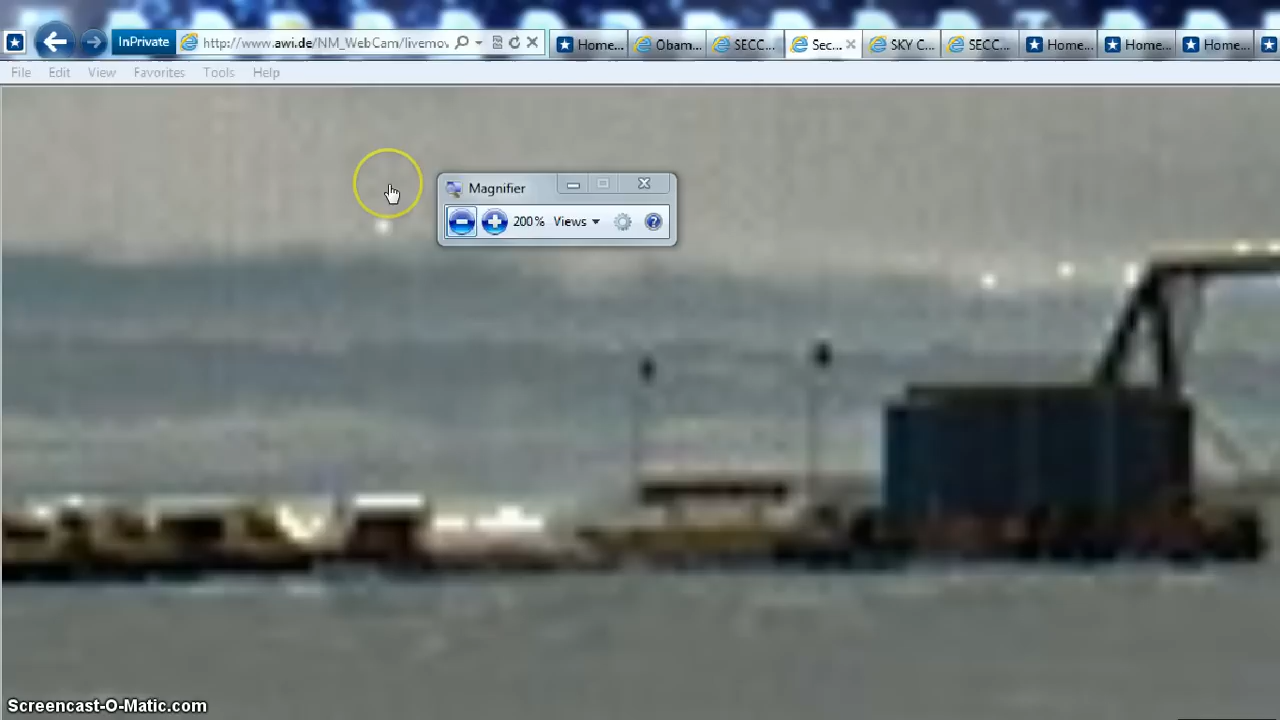 InPrivate http://www.awi.de/NM_WebCam/livemov Home... Obam... SECC... Sec... SKY C... SECC... Home... Home... Home...
File Edit View Favorites Tools Help
Magnifier
200% Views
Screencast-O-Matic.com